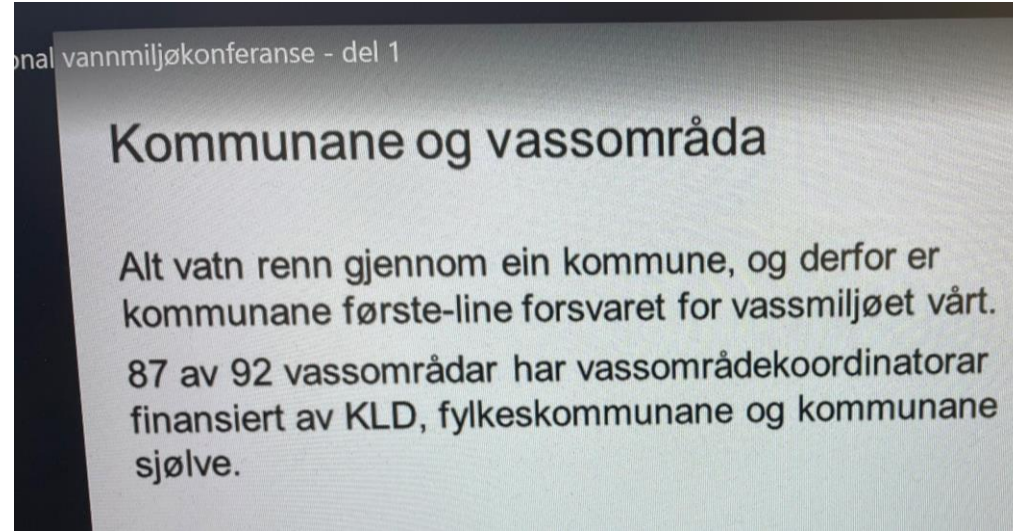 onal vannmiljøkonferanse - del 1
Kommunane og vassområda
Alt vatn renn gjennom ein kommune, og derfor er
kommunane første-line forsvaret for vassmiljøet vårt.
87 av 92 vassområdar har vassområdekoordinatorar
finansiert av KLD, fylkeskommunane og kommunane
sjølve.